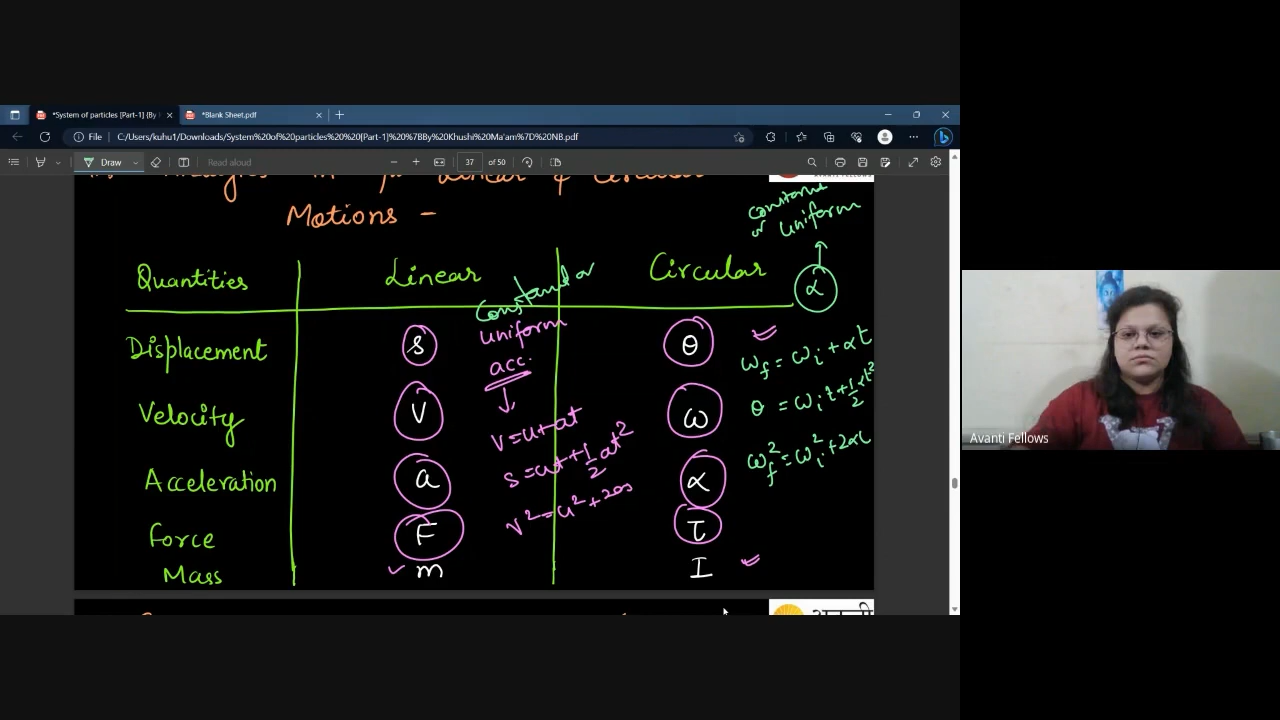 *System of particles [Part-1] [By
*Blank Sheet.pdf
File
C:/Users/kuhu1/Downloads/System%20of%20particles%20%20[Part-1]%20%7BBy%20Khushi%20Ma'am%7D%20NB.pdf
Draw
Read aloud
37 of 50
Linear & Circular
Motions -
constant
or uniform
α
Quantities
Linear
Circular
Constant or
uniform
acc.
Displacement
S
θ
ωf = ωi + αt
Velocity
V
ω
θ = ωit + 1/2 αt²
V = u + at
S = ut + 1/2 at²
V² = u² + 2as
ωf² = ωi² + 2α
Acceleration
a
α
Force
F
τ
Mass
m
I
Avanti Fellows